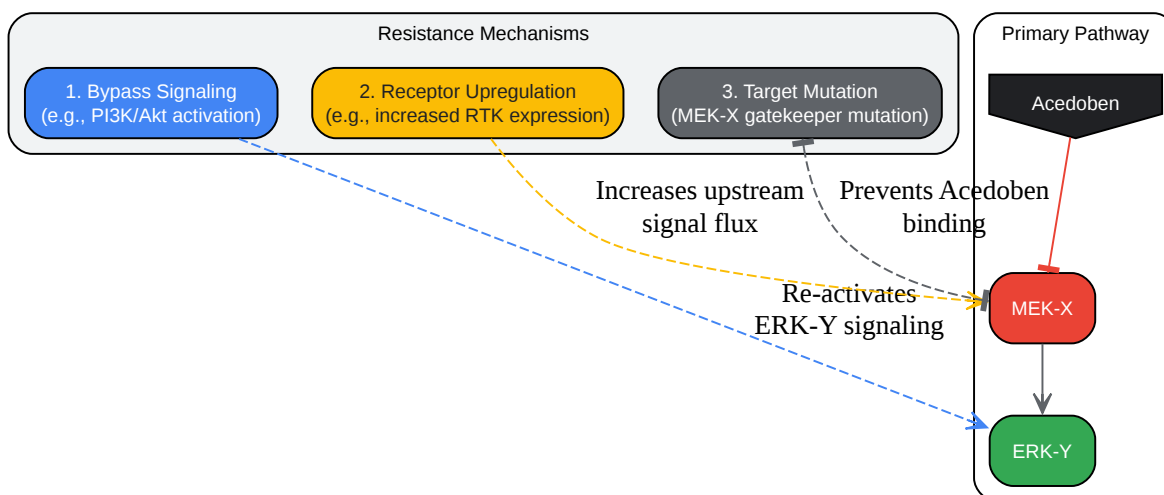 Resistance Mechanisms
1. Bypass Signaling
(e.g., PI3K/Akt activation)
2. Receptor Upregulation
(e.g., increased RTK expression)
3. Target Mutation
(MEK-X gatekeeper mutation)
Primary Pathway
Acedoben
Increases upstream
signal flux
Prevents Acedoben
binding
Re-activates
ERK-Y signaling
MEK-X
ERK-Y